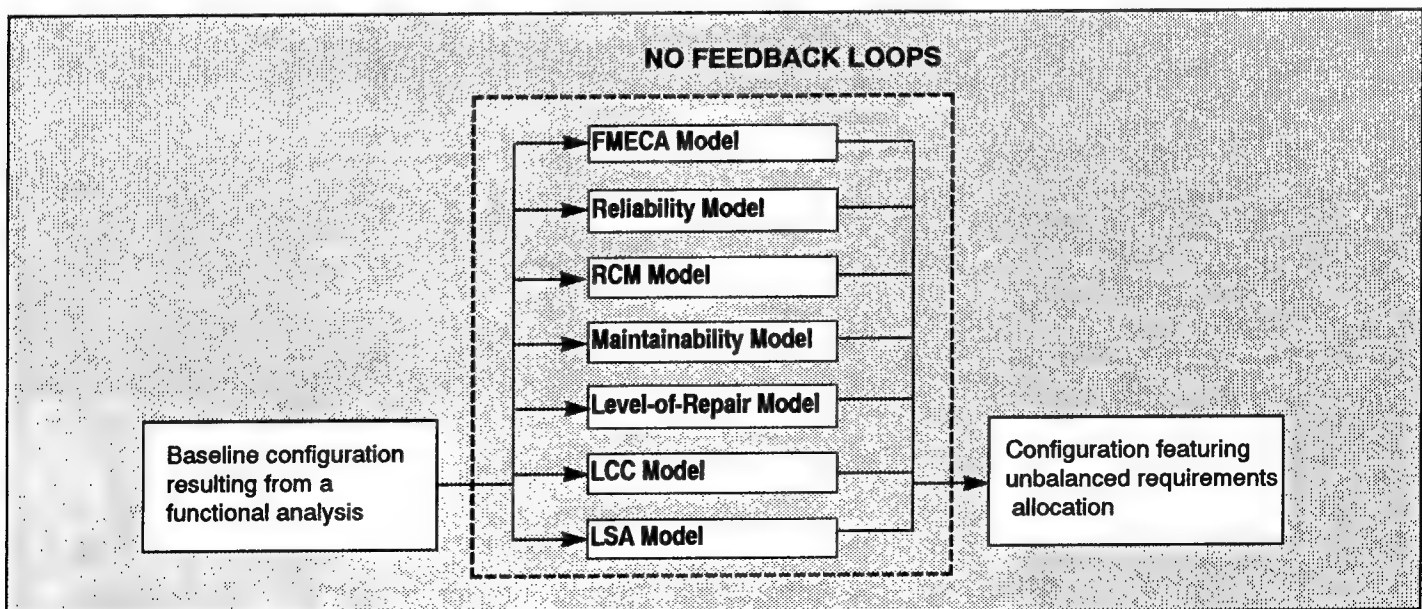 NO FEEDBACK LOOPS
FMECA Model
Reliability Model
RCM Model
Maintainability Model
Level-of-Repair Model
LCC Model
LSA Model
Baseline configuration
resulting from a
functional analysis
Configuration featuring
unbalanced requirements
allocation